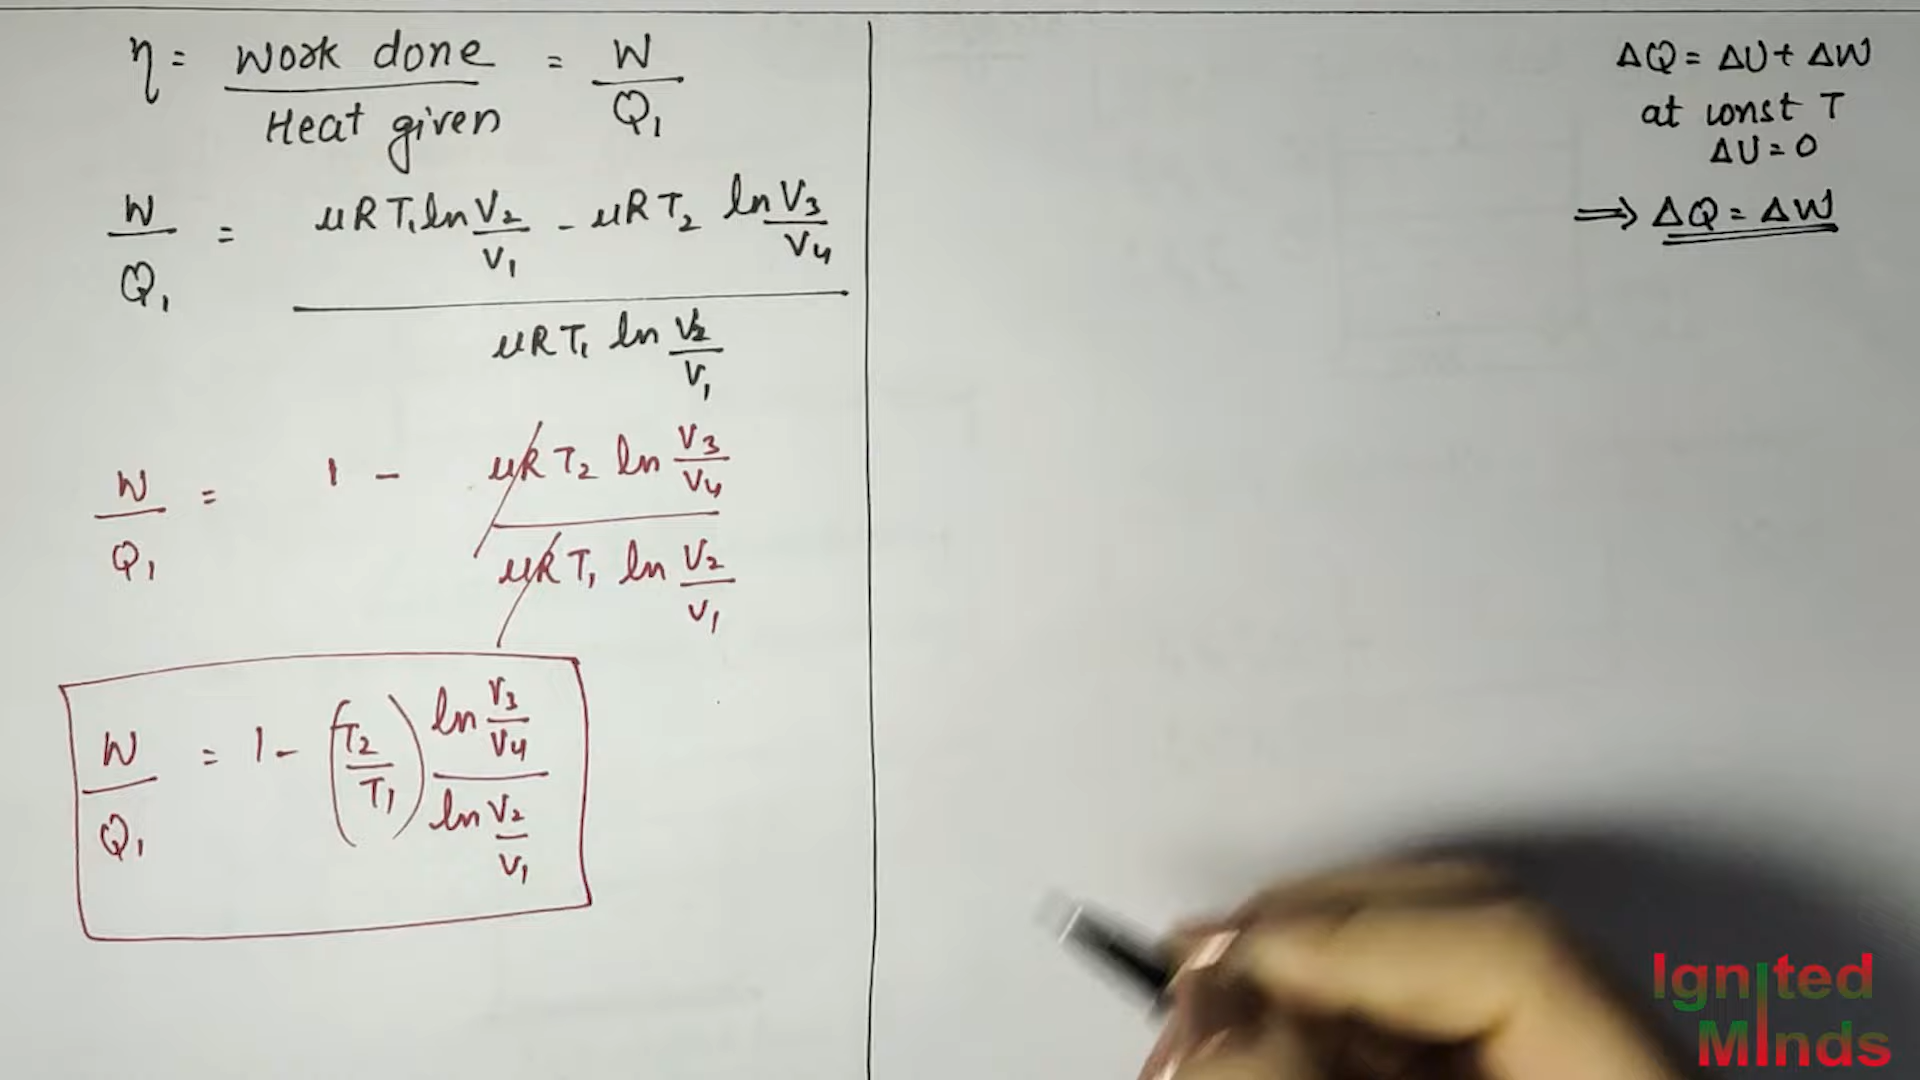 η = Work done / Heat given = W / Q₁
W / Q₁ = μRT₁ ln V₂/V₁ - μRT₂ ln V₃/V₄ / μRT₁ ln V₂/V₁
W / Q₁ = 1 - μRT₂ ln V₃/V₄ / μRT₁ ln V₂/V₁
W / Q₁ = 1 - (T₂/T₁) ln V₃/V₄ / ln V₂/V₁
ΔQ = ΔU + ΔW
at const T
ΔU = 0
⇒ ΔQ = ΔW
Ignited
Minds